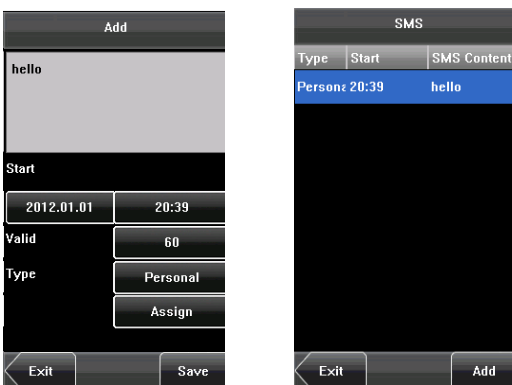 Add
hello
Start
2012.01.01 20:39
Valid 60
Type Personal
Assign
Exit Save
SMS
Type Start SMS Content
Persona 20:39 hello
Exit Add